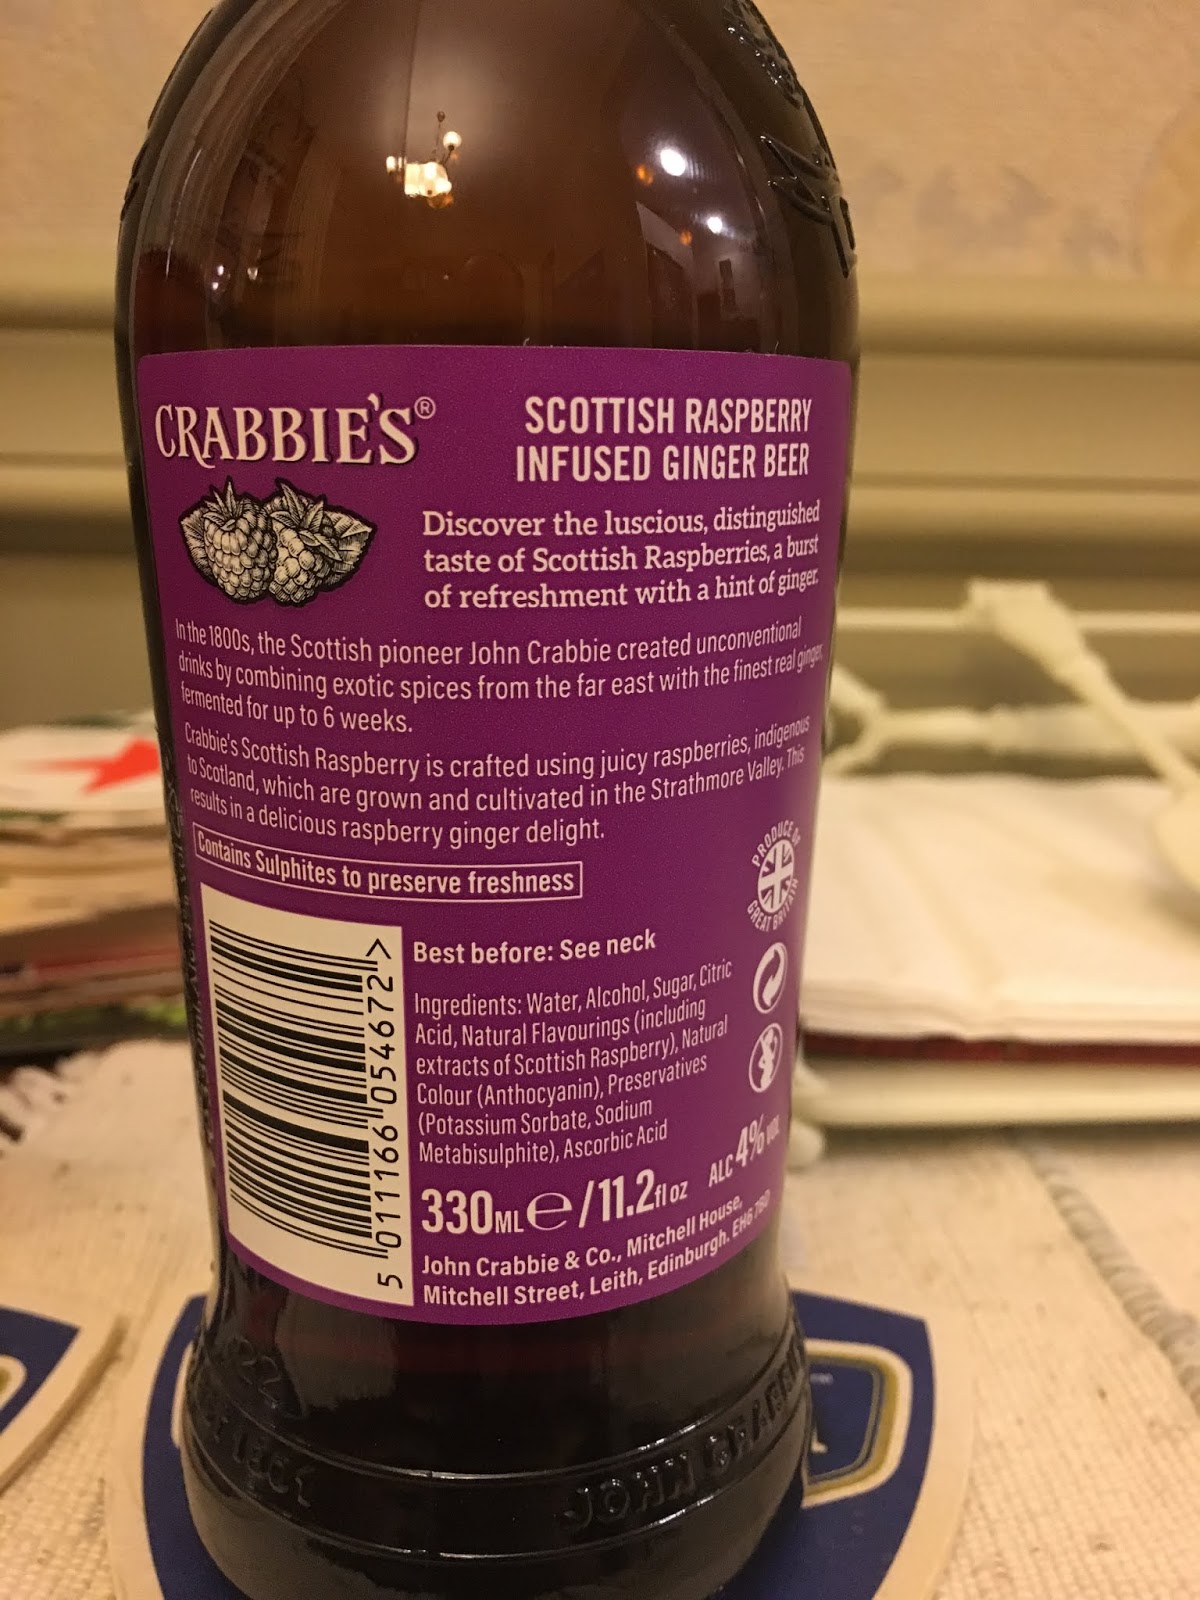 CRABBIE'S®
SCOTTISH RASPBERRY
INFUSED GINGER BEER
Discover the luscious, distinguished
taste of Scottish Raspberries, a burst
of refreshment with a hint of ginger.
In the 1800s, the Scottish pioneer John Crabbie created unconventional
drinks by combining exotic spices from the far east with the finest real ginger,
fermented for up to 6 weeks.
Crabbie's Scottish Raspberry is crafted using juicy raspberries, indigenous
to Scotland, which are grown and cultivated in the Strathmore Valley. This
results in a delicious raspberry ginger delight.
Contains Sulphites to preserve freshness
PRODUCE OF
GREAT BRITAIN
Best before: See neck
Ingredients: Water, Alcohol, Sugar, Citric
Acid, Natural Flavourings (including
extracts of Scottish Raspberry), Natural
Colour (Anthocyanin), Preservatives
(Potassium Sorbate, Sodium
Metabisulphite), Ascorbic Acid
330ML℮/11.2fl oz ALC 4% VOL
John Crabbie & Co., Mitchell House,
Mitchell Street, Leith, Edinburgh. EH6 7BD
5 011166 054672 >
JOHN CRABBIE